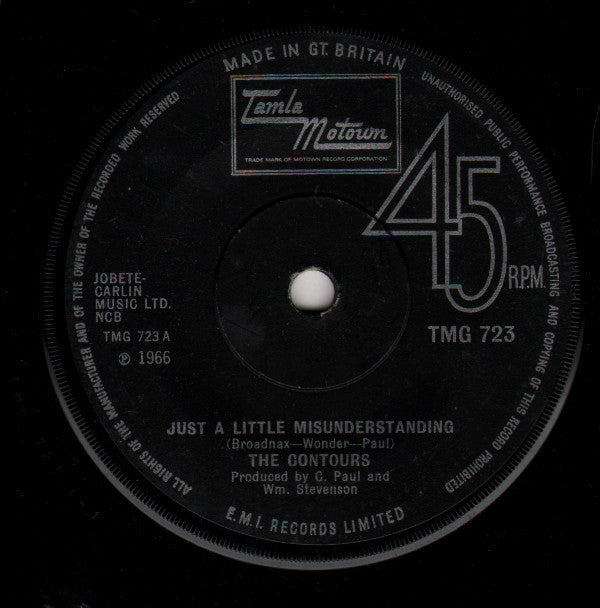 MADE IN GT. BRITAIN
UNAUTHORISED PUBLIC PERFORMANCE BROADCASTING AND COPYING OF THIS RECORD PROHIBITED
ALL RIGHTS OF THE MANUFACTURER AND OF THE OWNER OF THE RECORDED WORK RESERVED
Tamla
Motown
TRADE MARK OF MOTOWN RECORD CORPORATION
45
R.P.M.
JOBETE-
CARLIN
MUSIC LTD.
NCB
TMG 723 A
℗ 1966
TMG 723
JUST A LITTLE MISUNDERSTANDING
(Broadnax—Wonder—Paul)
THE CONTOURS
Produced by C. Paul and
Wm. Stevenson
E.M.I. RECORDS LIMITED